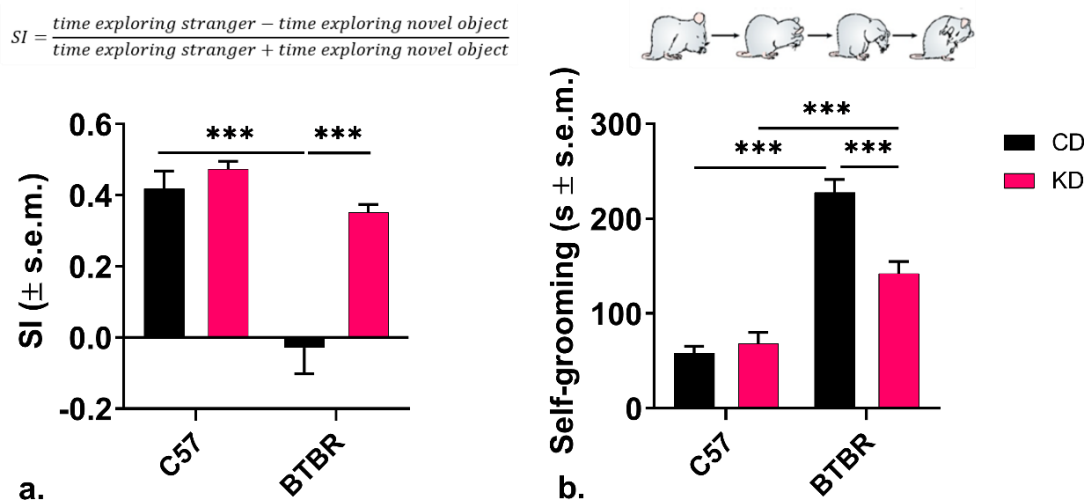 SI = time exploring stranger − time exploring novel object
time exploring stranger + time exploring novel object
SI (± s.e.m.)
0.6
0.4
0.2
0.0
-0.2
*** ***
C57
BTBR
a.
Self-grooming (s ± s.e.m.)
300
200
100
0
***
*** ***
C57
BTBR
b.
CD
KD